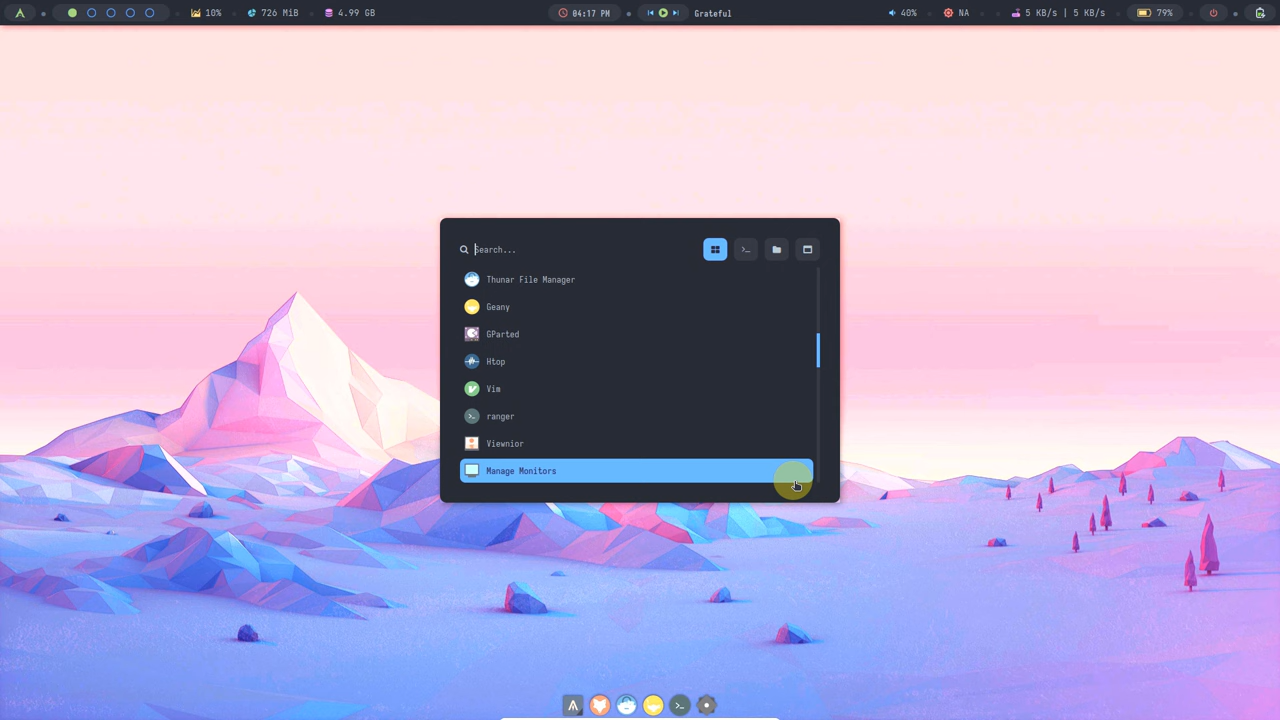 10% 726 MiB 4.99 GB 04:17 PM Grateful 40% NA 5 KB/s | 5 KB/s 79%
Search...
Thunar File Manager
Geany
GParted
Htop
Vim
ranger
Viewnior
Manage Monitors